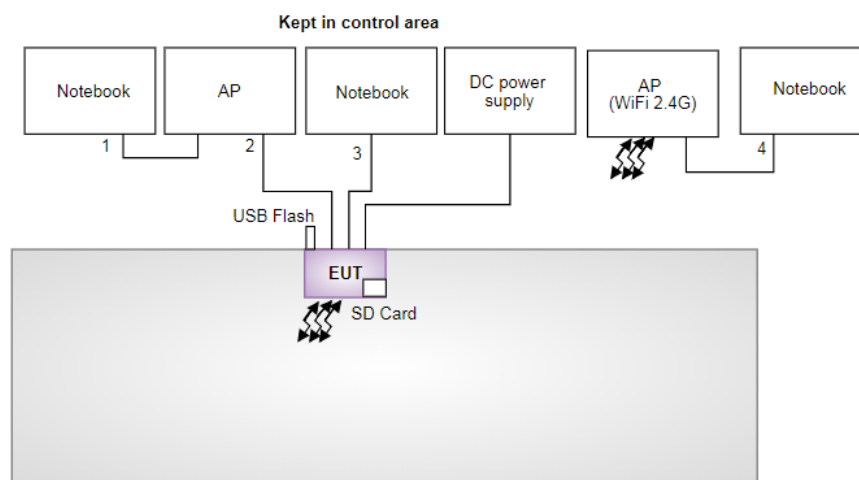 Kept in control area
Notebook
AP
Notebook
DC power
supply
AP
(WiFi 2.4G)
Notebook
1
2
3
4
USB Flash
EUT
SD Card